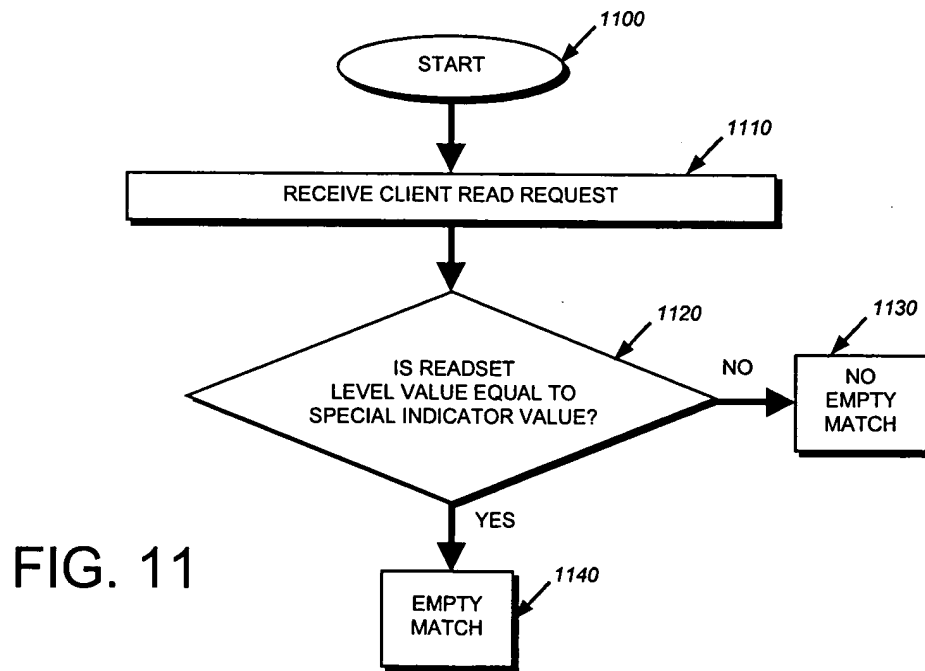 1100
START
1110
RECEIVE CLIENT READ REQUEST
1120
IS READSET
LEVEL VALUE EQUAL TO
SPECIAL INDICATOR VALUE?
NO
1130
NO
EMPTY
MATCH
YES
1140
EMPTY
MATCH
FIG. 11